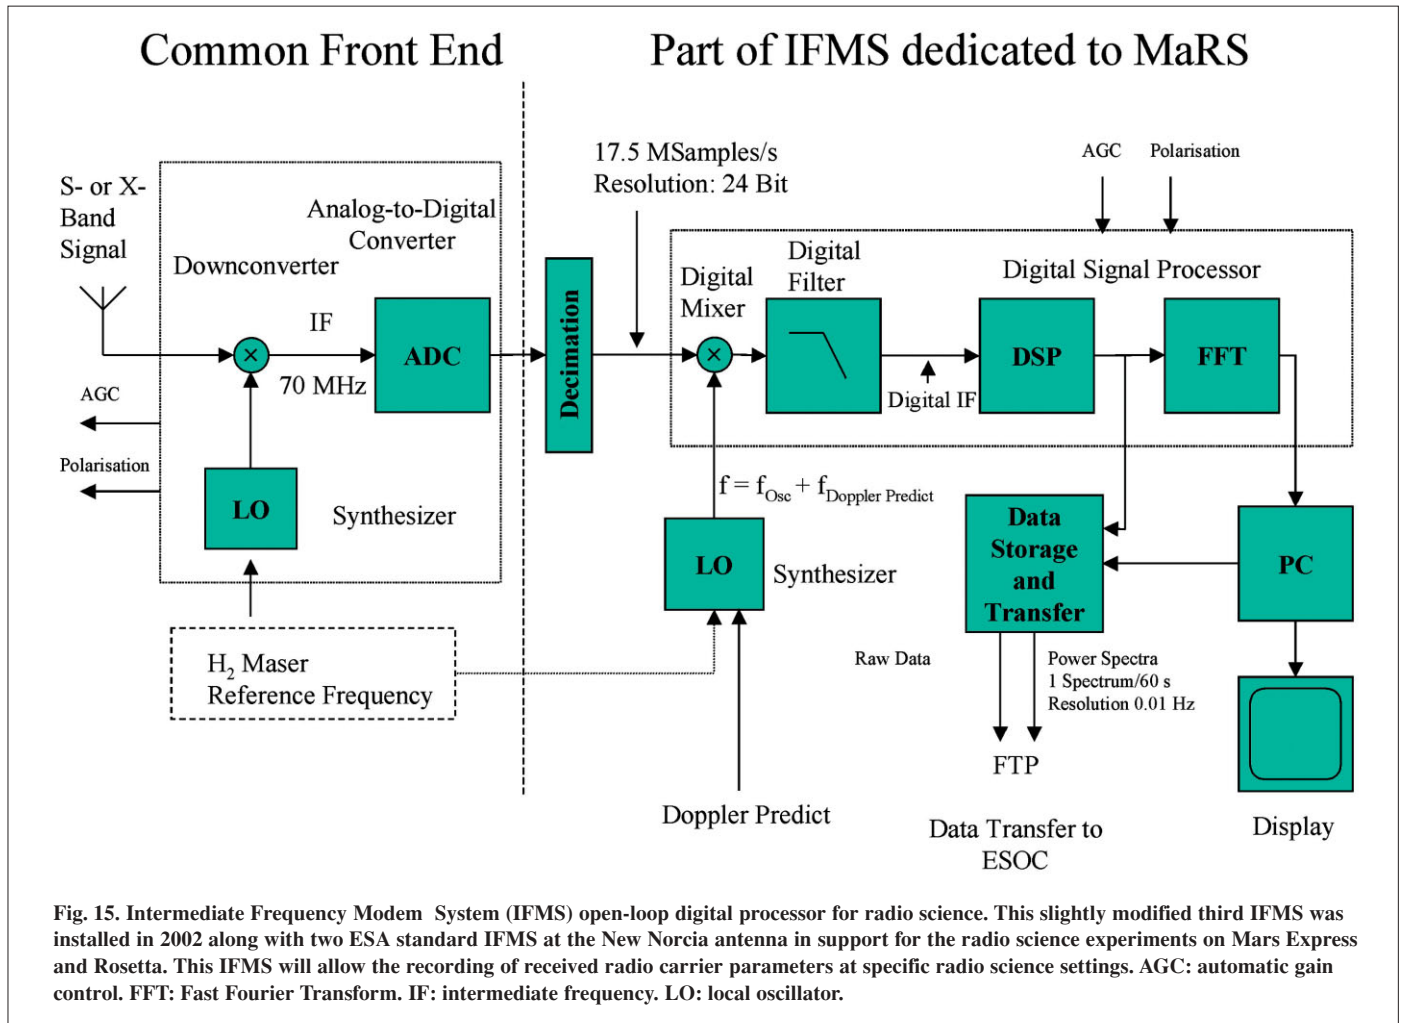 Common Front End
Part of IFMS dedicated to MaRS
17.5 MSamples/s
Resolution: 24 Bit
AGC
Polarisation
S- or X-
Band
Signal
Analog-to-Digital
Converter
Downconverter
IF
70 MHz
×
ADC
AGC
Polarisation
LO
Synthesizer
H2 Maser
Reference Frequency
Decimation
Digital
Mixer
Digital
Filter
Digital Signal Processor
×
Digital IF
DSP
FFT
f = fOsc + fDoppler Predict
LO
Synthesizer
Doppler Predict
Data
Storage
and
Transfer
PC
Raw Data
Power Spectra
1 Spectrum/60 s
Resolution 0.01 Hz
FTP
Data Transfer to
ESOC
Display
Fig. 15. Intermediate Frequency Modem System (IFMS) open-loop digital processor for radio science. This slightly modified third IFMS was
installed in 2002 along with two ESA standard IFMS at the New Norcia antenna in support for the radio science experiments on Mars Express
and Rosetta. This IFMS will allow the recording of received radio carrier parameters at specific radio science settings. AGC: automatic gain
control. FFT: Fast Fourier Transform. IF: intermediate frequency. LO: local oscillator.